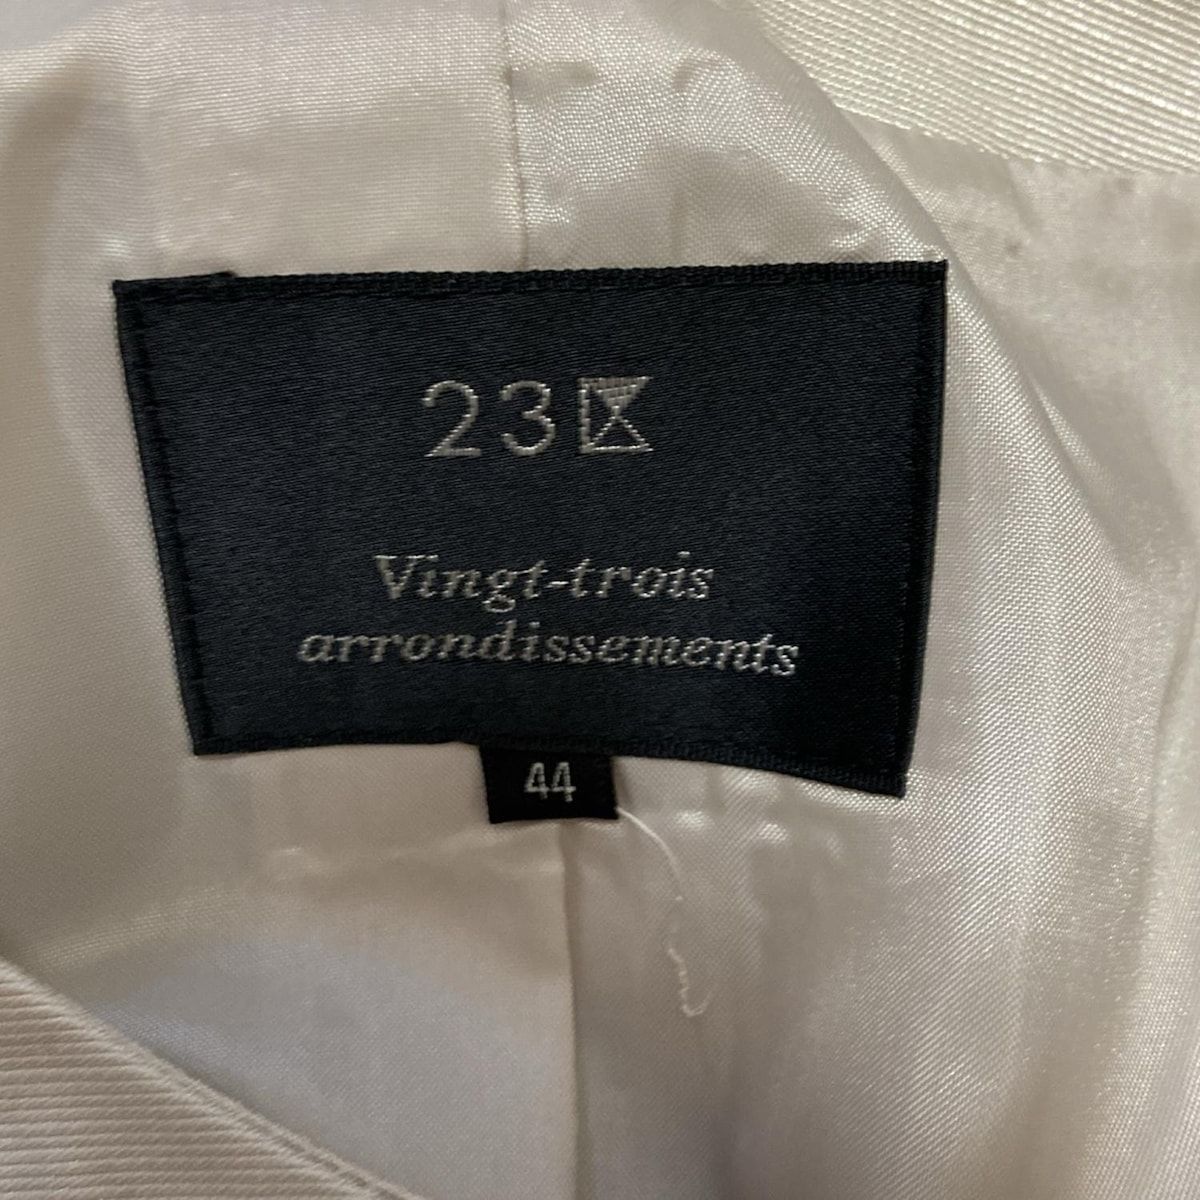 23区
Vingt-trois
arrondissements
44